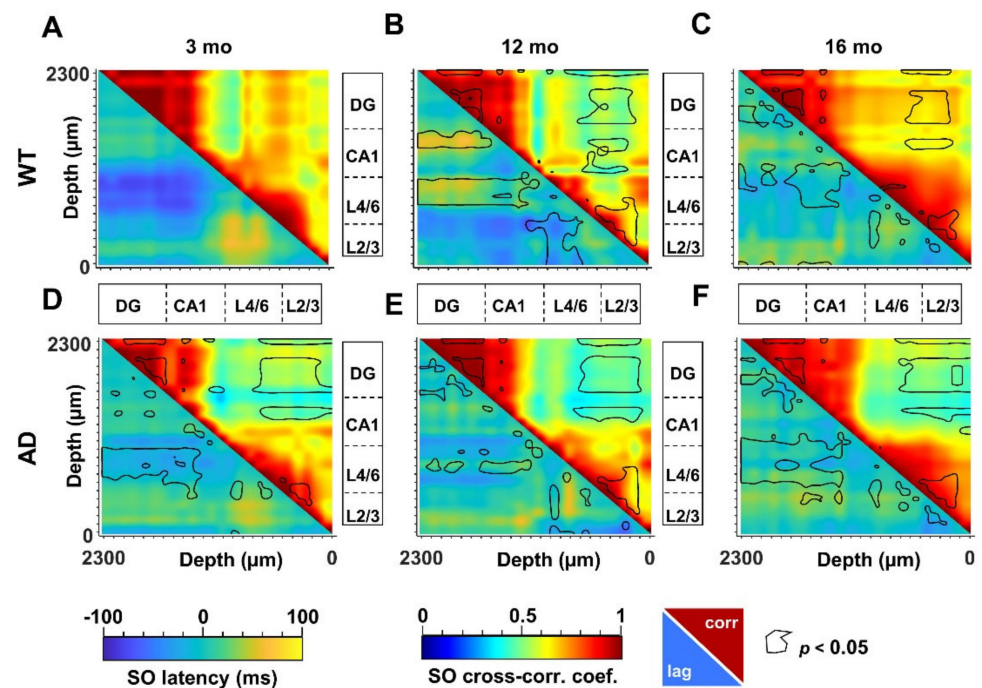 A B C
3 mo 12 mo 16 mo
WT
Depth (µm)
2300
0
DG
CA1
L4/6
L2/3
DG
CA1
L4/6
L2/3
DG
CA1
L4/6
L2/3
D E F
DG CA1 L4/6 L2/3 DG CA1 L4/6 L2/3 DG CA1 L4/6 L2/3
AD
Depth (µm)
2300
0
DG
CA1
L4/6
L2/3
DG
CA1
L4/6
L2/3
2300 Depth (µm) 0 Depth (µm) 0 Depth (µm) 0
-100 0 100
SO latency (ms)
0 0.5 1
SO cross-corr. coef.
corr
lag
p < 0.05